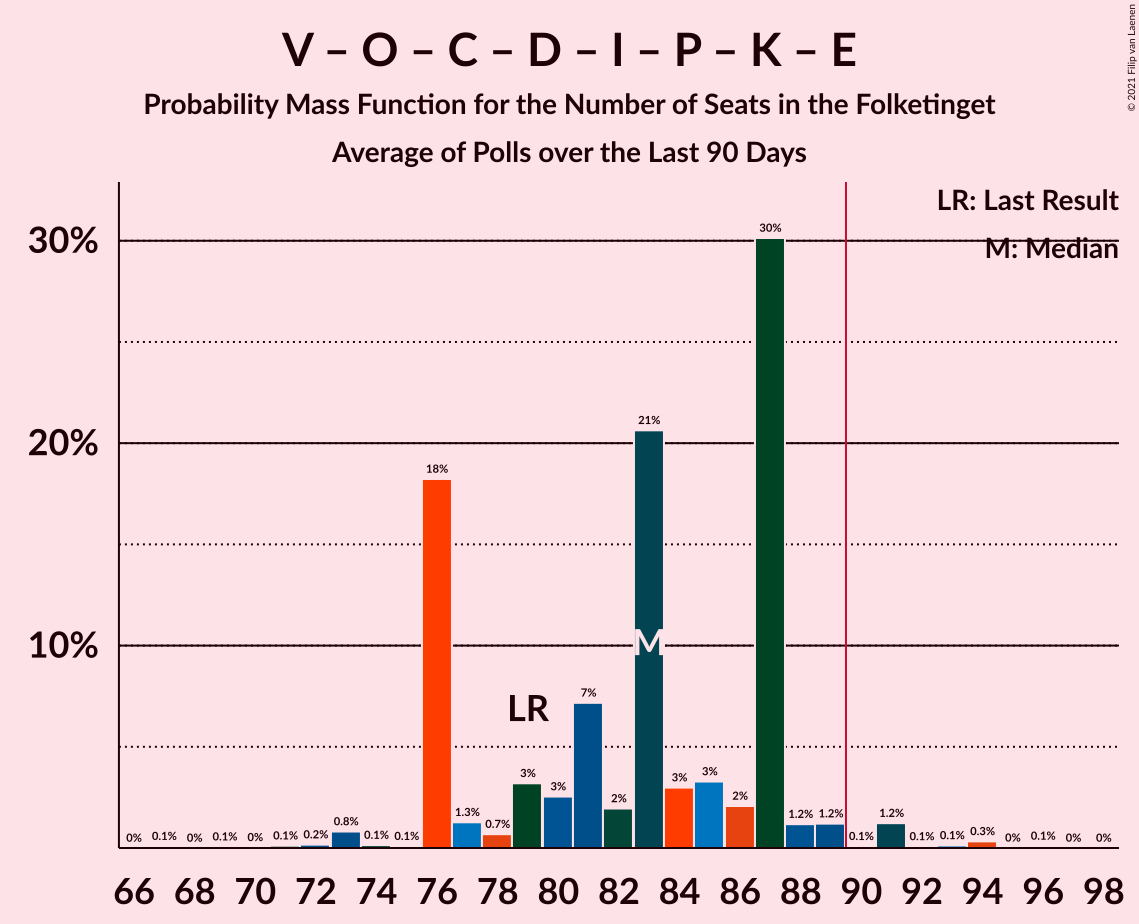 V – O – C – D – I – P – K – E
Probability Mass Function for the Number of Seats in the Folketinget
Average of Polls over the Last 90 Days
© 2021 Filip van Laenen
LR: Last Result
M: Median
30%
20%
10%
0% 0.1% 0% 0.1% 0% 0.1% 0.2% 0.8% 0.1% 0.1% 18% 1.3% 0.7% 3% 3% 7% 2% 21% 3% 3% 2% 30% 1.2% 1.2% 0.1% 1.2% 0.1% 0.1% 0.3% 0% 0.1% 0% 0%
LR
M
66 68 70 72 74 76 78 80 82 84 86 88 90 92 94 96 98